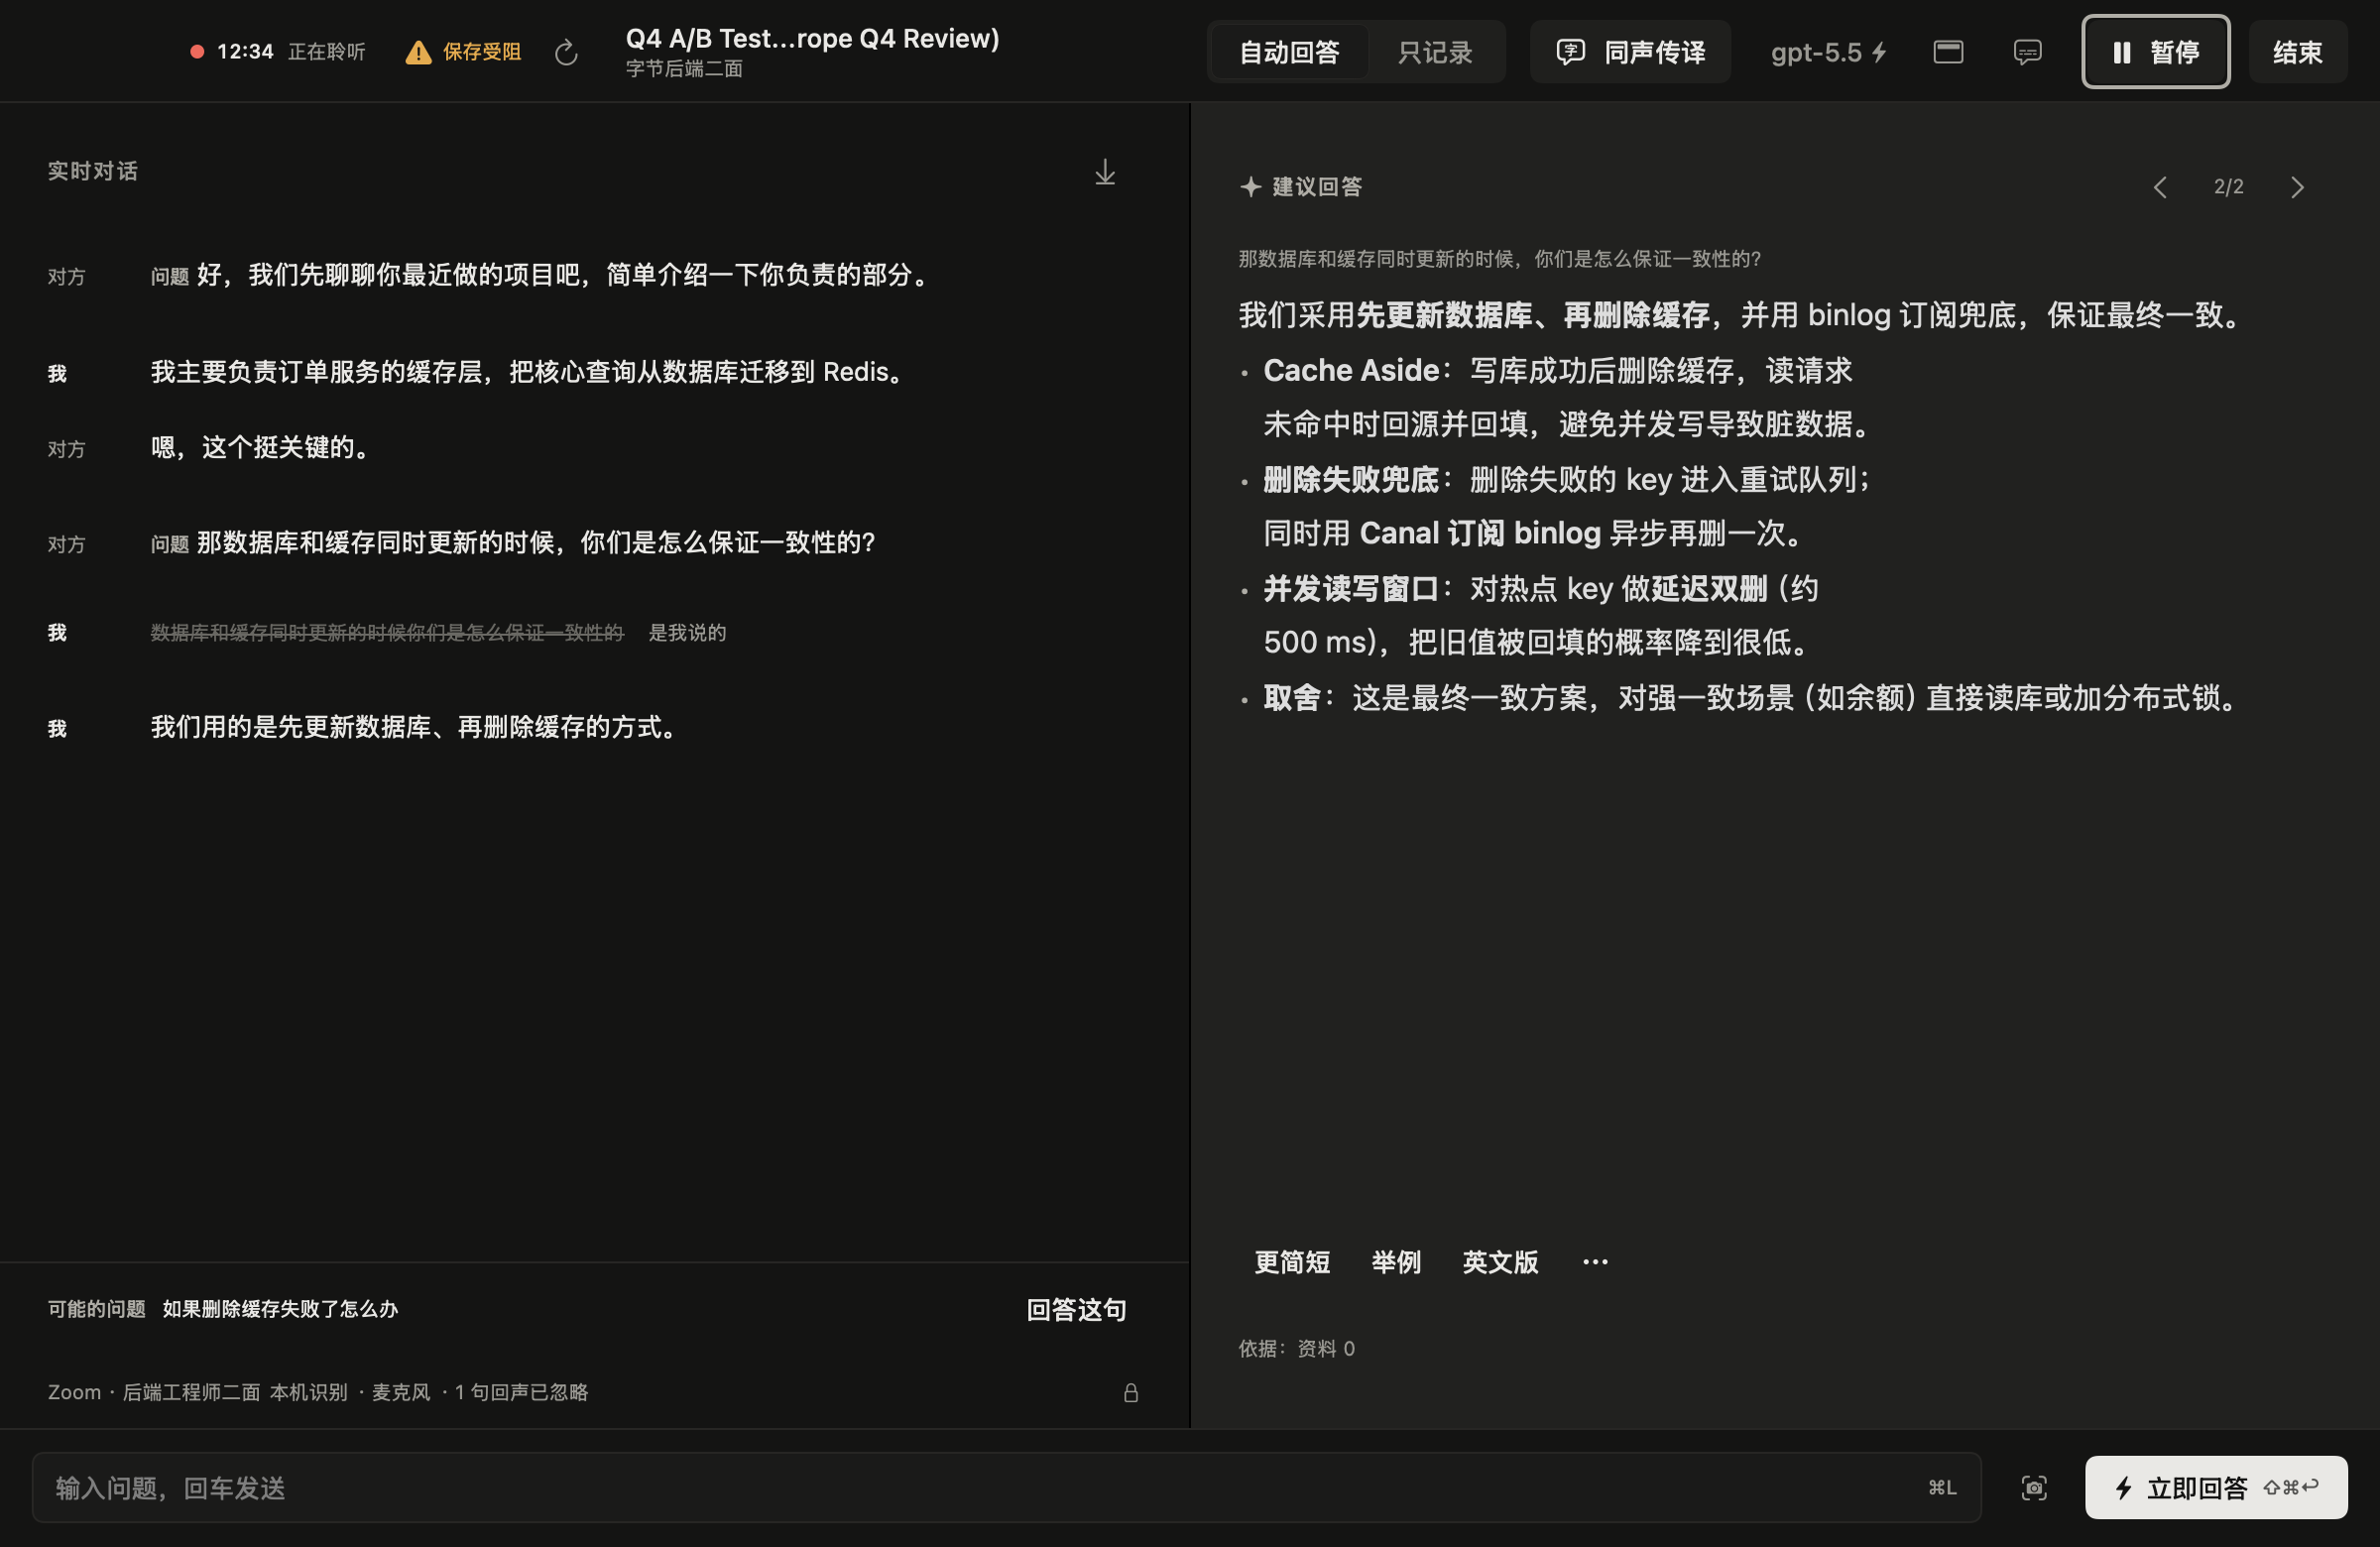 12:34 正在聆听 保存受阻
Q4 A/B Test...rope Q4 Review)
字节后端二面
自动回答 只记录 同声传译 gpt-5.5 暂停 结束
实时对话
对方 问题 好，我们先聊聊你最近做的项目吧，简单介绍一下你负责的部分。
我 我主要负责订单服务的缓存层，把核心查询从数据库迁移到 Redis。
对方 嗯，这个挺关键的。
对方 问题 那数据库和缓存同时更新的时候，你们是怎么保证一致性的?
我 数据库和缓存同时更新的时候你们是怎么保证一致性的 是我说的
我 我们用的是先更新数据库、再删除缓存的方式。
可能的问题 如果删除缓存失败了怎么办 回答这句
Zoom · 后端工程师二面 本机识别 · 麦克风 · 1 句回声已忽略
建议回答 2/2
那数据库和缓存同时更新的时候，你们是怎么保证一致性的?
我们采用先更新数据库、再删除缓存，并用 binlog 订阅兜底，保证最终一致。
• Cache Aside：写库成功后删除缓存，读请求
未命中时回源并回填，避免并发写导致脏数据。
• 删除失败兜底：删除失败的 key 进入重试队列；
同时用 Canal 订阅 binlog 异步再删一次。
• 并发读写窗口：对热点 key 做延迟双删（约
500 ms)，把旧值被回填的概率降到很低。
• 取舍：这是最终一致方案，对强一致场景（如余额）直接读库或加分布式锁。
更简短 举例 英文版 ···
依据：资料 0
输入问题，回车发送 ⌘L
字
立即回答 ⇧⌘↩